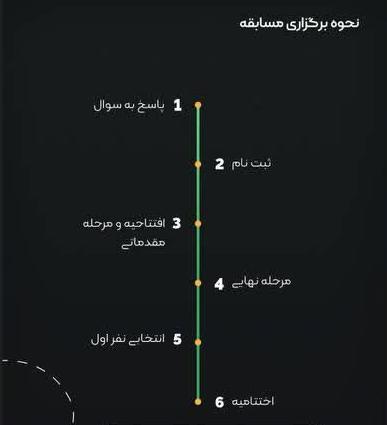 نحوه برگزاری مسابقه
1 پاسخ به سوال
2 ثبت نام
3 افتتاحیه و مرحله
مقدماتی
4 مرحله نهایی
5 انتخابی نفر اول
6 اختتامیه